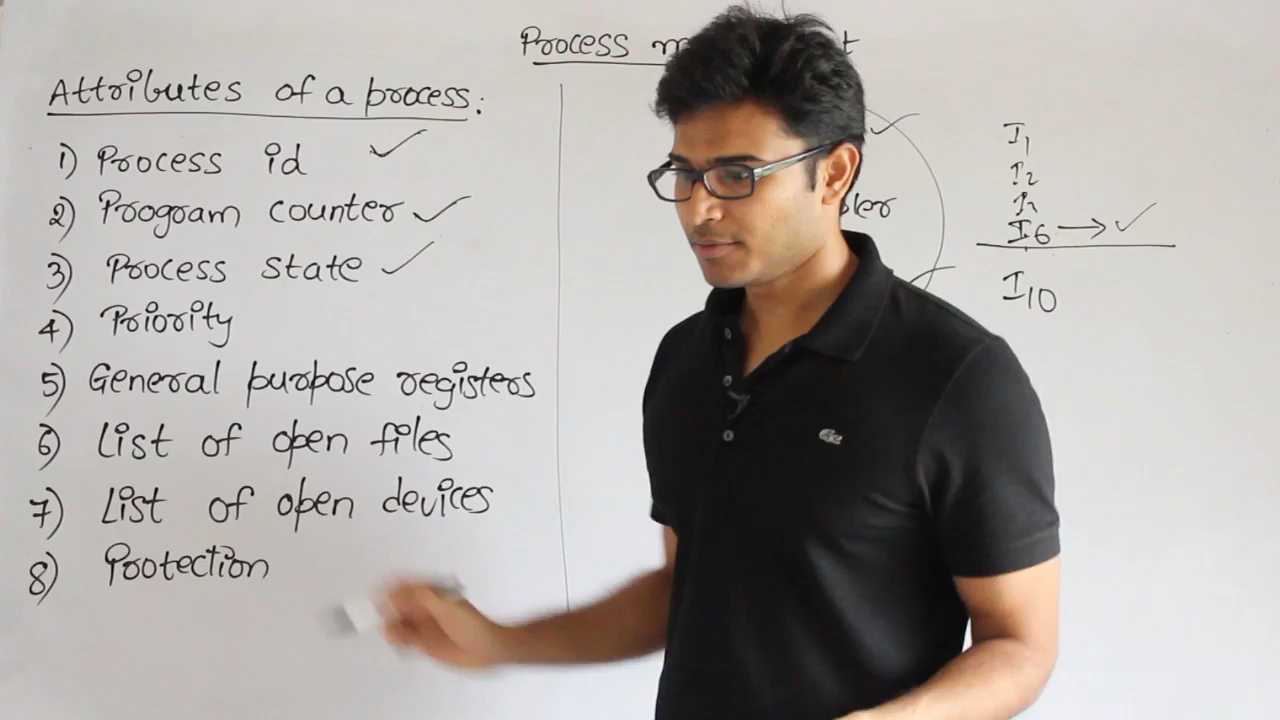 Process
Attributes of a process:
1) Process id
2) Program counter
3) Process state
4) Priority
5) General purpose registers
6) List of open files
7) List of open devices
8) Protection
I1
I2
I6
I10